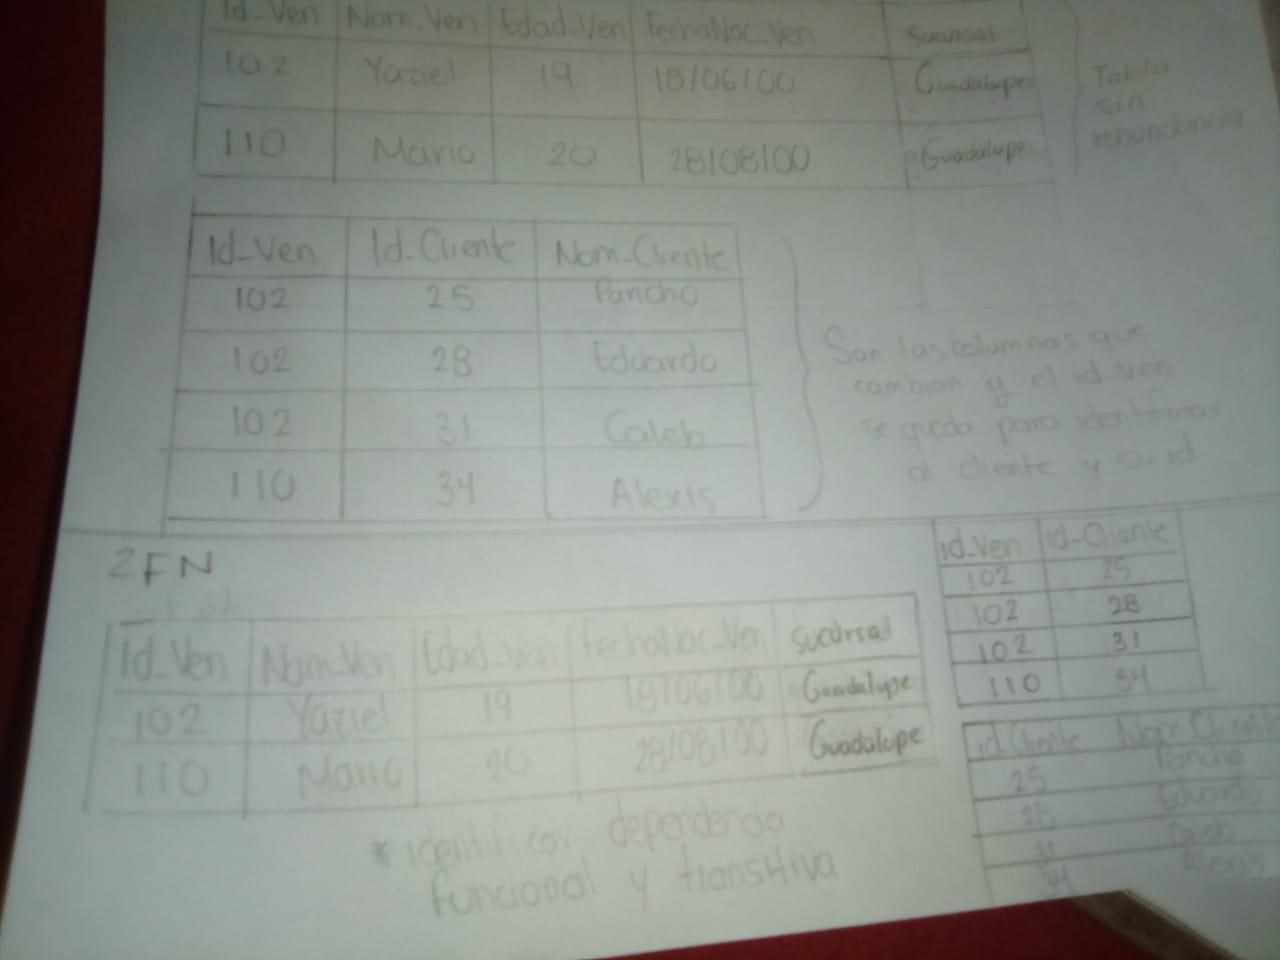 Id_Ven Nom_Ven Edad_Ven FechaNac_Ven Sucursal
102 Yaziel 19 18/06/00 Guadalupe
110 Mario 20 28/08/00 Guadalupe
Tabla
sin
rebundancia
Id_Ven Id_Cliente Nom_Cliente
102 25 Pancho
102 28 Eduardo
102 31 Caleb
110 34 Alexis
Son las columnas que
cambian y el id_ven
se queda para identificar
al cliente y su id
2FN
Id_Ven Nom_Ven Edad_Ven FechaNac_Ven Sucursal
102 Yaziel 19 18/06/00 Guadalupe
110 Mario 20 28/08/00 Guadalupe
* identificar dependencia
funcional y transitiva
id_Ven id_Cliente
102 25
102 28
102 31
110 34
id_Cliente Nom_Cliente
25 Pancho
28 Eduardo
31 Caleb
34 Alexis